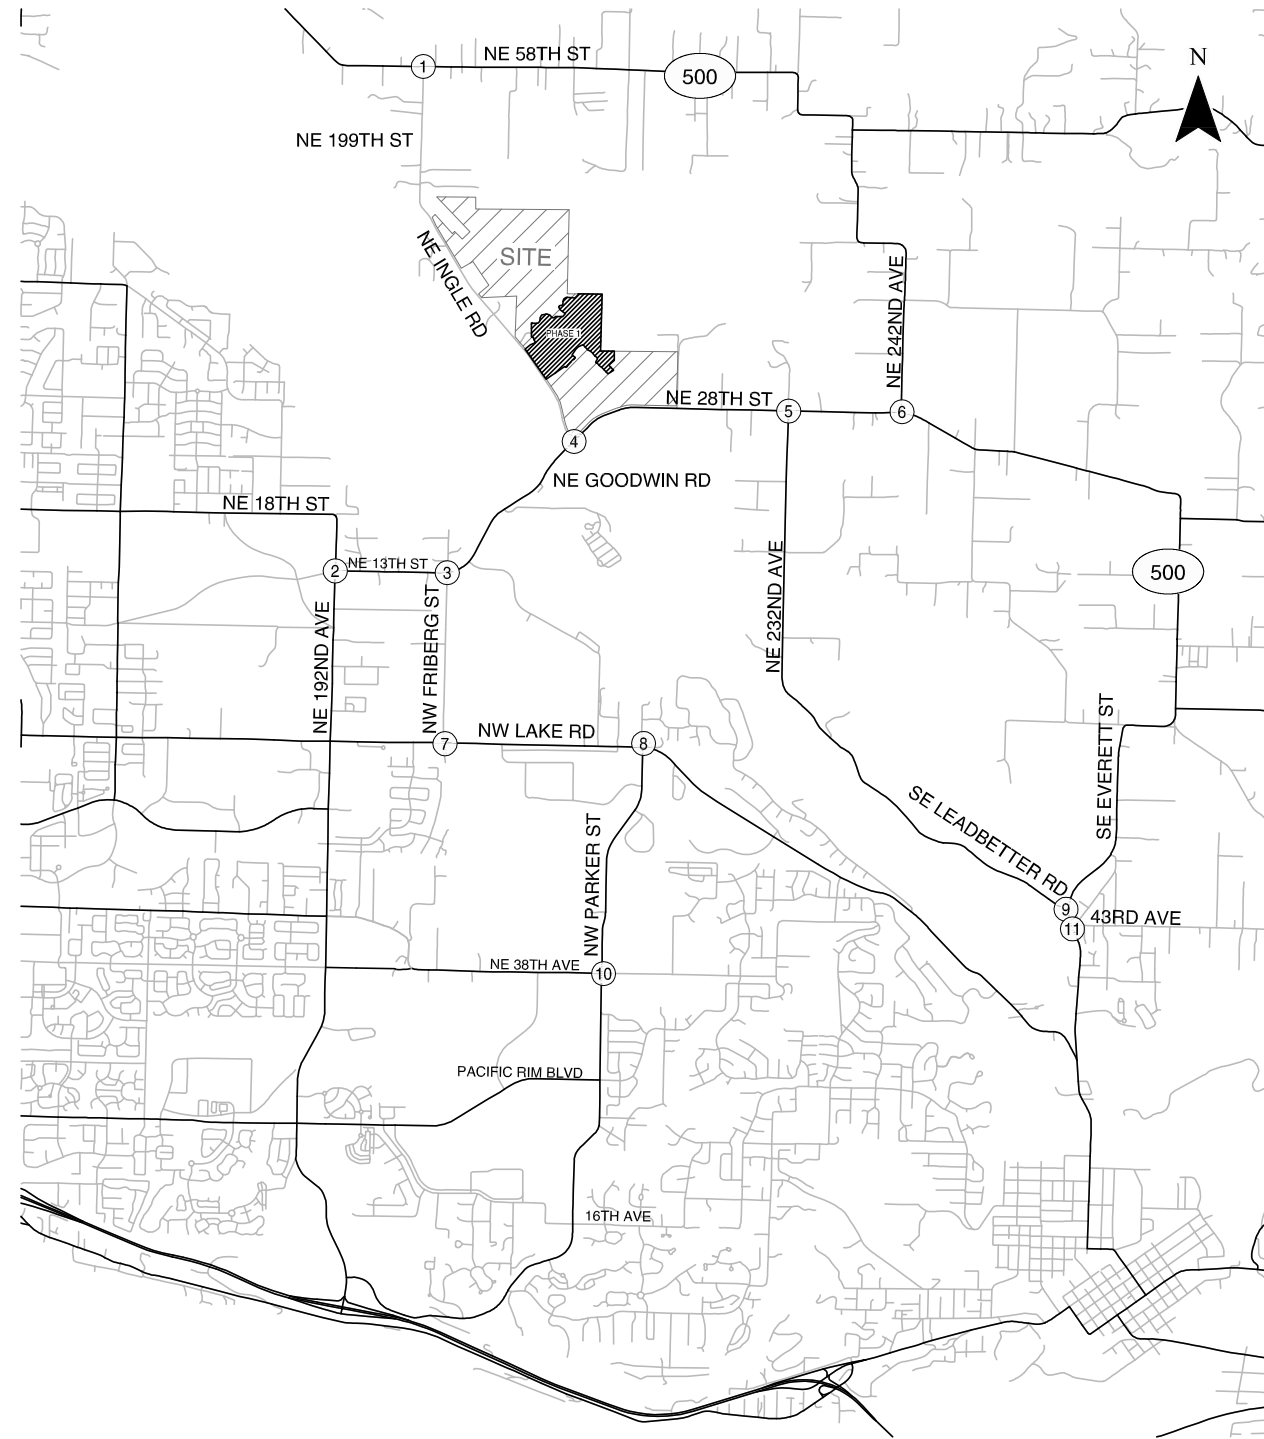 NE 58TH ST
1
500
N
NE 199TH ST
NE INGLE RD
SITE
NE 242ND AVE
PHASE 1
NE 28TH ST
5
6
4
NE GOODWIN RD
NE 18TH ST
2
NE 13TH ST
3
500
NE 192ND AVE
NW FRIBERG ST
NE 232ND AVE
7
NW LAKE RD
8
SE EVERETT ST
SE LEADBETTER RD
NW PARKER ST
9
43RD AVE
11
NE 38TH AVE
10
PACIFIC RIM BLVD
16TH AVE